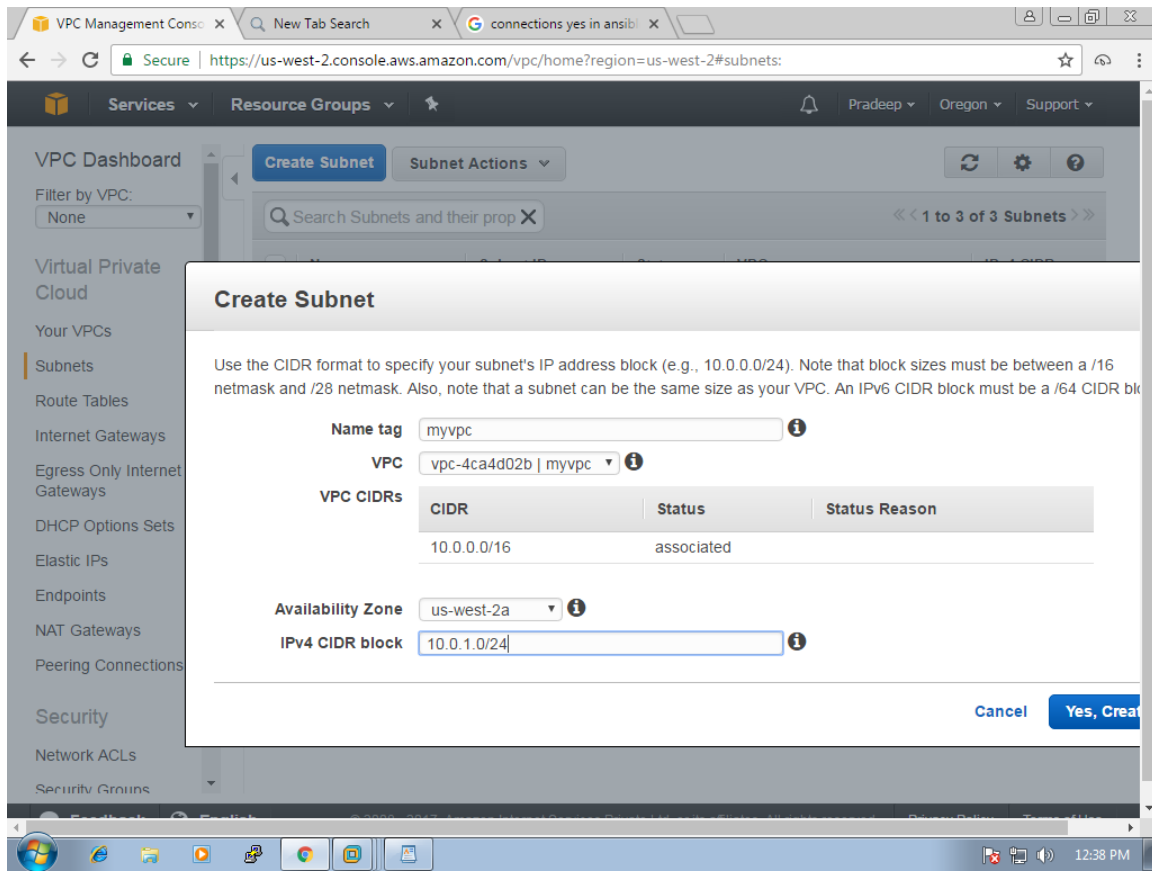 VPC Management Conso
New Tab Search
connections yes in ansibl
Secure | https://us-west-2.console.aws.amazon.com/vpc/home?region=us-west-2#subnets:
Services Resource Groups Pradeep Oregon Support
VPC Dashboard
Filter by VPC:
None
Virtual Private
Cloud
Your VPCs
Subnets
Route Tables
Internet Gateways
Egress Only Internet
Gateways
DHCP Options Sets
Elastic IPs
Endpoints
NAT Gateways
Peering Connections
Security
Network ACLs
Security Groups
Create Subnet Subnet Actions
Search Subnets and their prop
1 to 3 of 3 Subnets
Create Subnet
Use the CIDR format to specify your subnet's IP address block (e.g., 10.0.0.0/24). Note that block sizes must be between a /16
netmask and /28 netmask. Also, note that a subnet can be the same size as your VPC. An IPv6 CIDR block must be a /64 CIDR blo
Name tag myvpc
VPC vpc-4ca4d02b | myvpc
VPC CIDRs
CIDR Status Status Reason
10.0.0.0/16 associated
Availability Zone us-west-2a
IPv4 CIDR block 10.0.1.0/24
Cancel Yes, Creat
Feedback English
12:38 PM